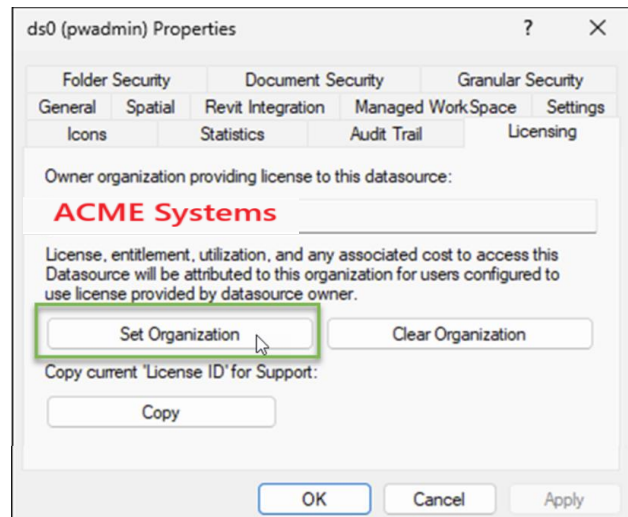 ds0 (pwadmin) Properties
Folder Security Document Security Granular Security
General Spatial Revit Integration Managed WorkSpace Settings
Icons Statistics Audit Trail Licensing
Owner organization providing license to this datasource:
ACME Systems
License, entitlement, utilization, and any associated cost to access this
Datasource will be attributed to this organization for users configured to
use license provided by datasource owner.
Set Organization Clear Organization
Copy current 'License ID' for Support:
Copy
OK Cancel Apply